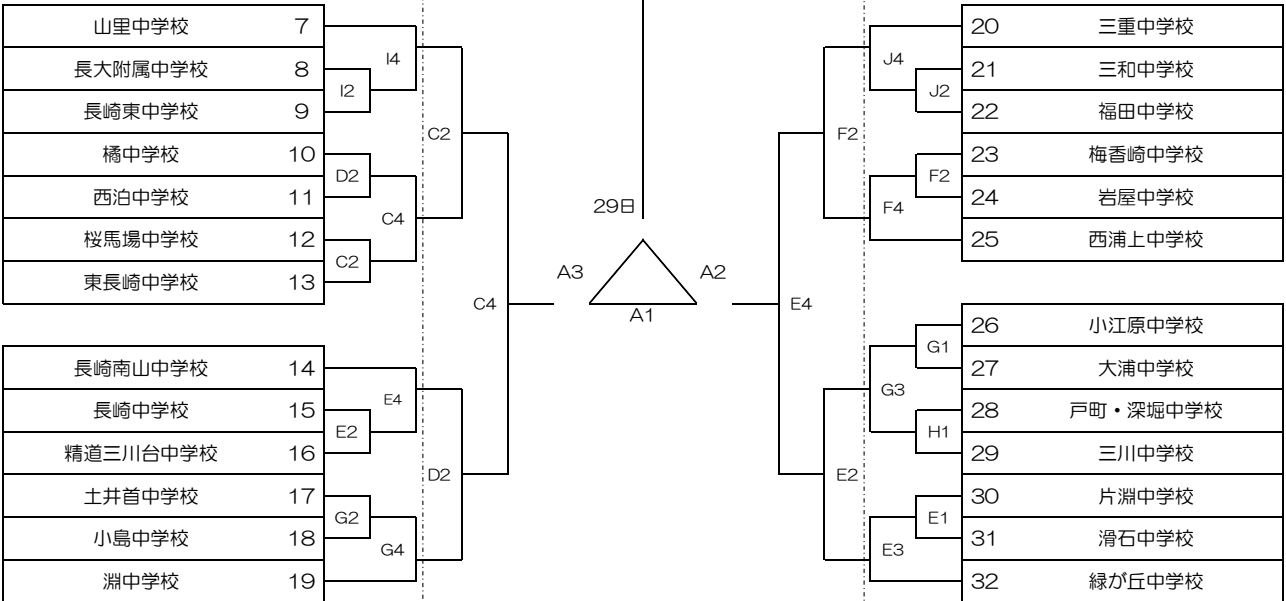 山里中学校 7
長大附属中学校 8
長崎東中学校 9
橘中学校 10
西泊中学校 11
桜馬場中学校 12
東長崎中学校 13
長崎南山中学校 14
長崎中学校 15
精道三川台中学校 16
土井首中学校 17
小島中学校 18
淵中学校 19
I4
I2
D2
C4
C2
C2
E4
E2
G2
G4
D2
C4
29日
A3
A2
A1
E4
F2
E2
J4
J2
F2
F4
G1
G3
H1
E1
E3
20 三重中学校
21 三和中学校
22 福田中学校
23 梅香崎中学校
24 岩屋中学校
25 西浦上中学校
26 小江原中学校
27 大浦中学校
28 戸町・深堀中学校
29 三川中学校
30 片淵中学校
31 滑石中学校
32 緑が丘中学校